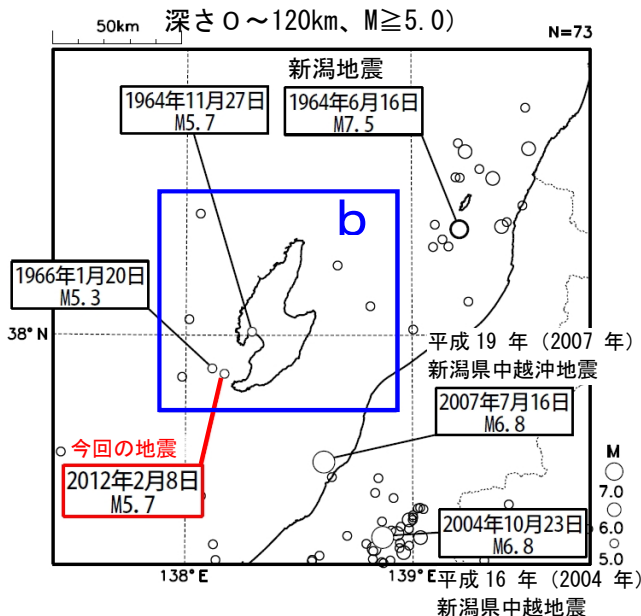 50km
深さ０～120km、M≧5.0)
N=73
新潟地震
1964年11月27日
M5.7
1964年6月16日
M7.5
b
1966年1月20日
M5.3
38°N
平成 19 年（2007 年）
新潟県中越沖地震
2007年7月16日
M6.8
今回の地震
2012年2月8日
M5.7
M
7.0
6.0
5.0
2004年10月23日
M6.8
138°E
139°E
平成 16 年（2004 年）
新潟県中越地震